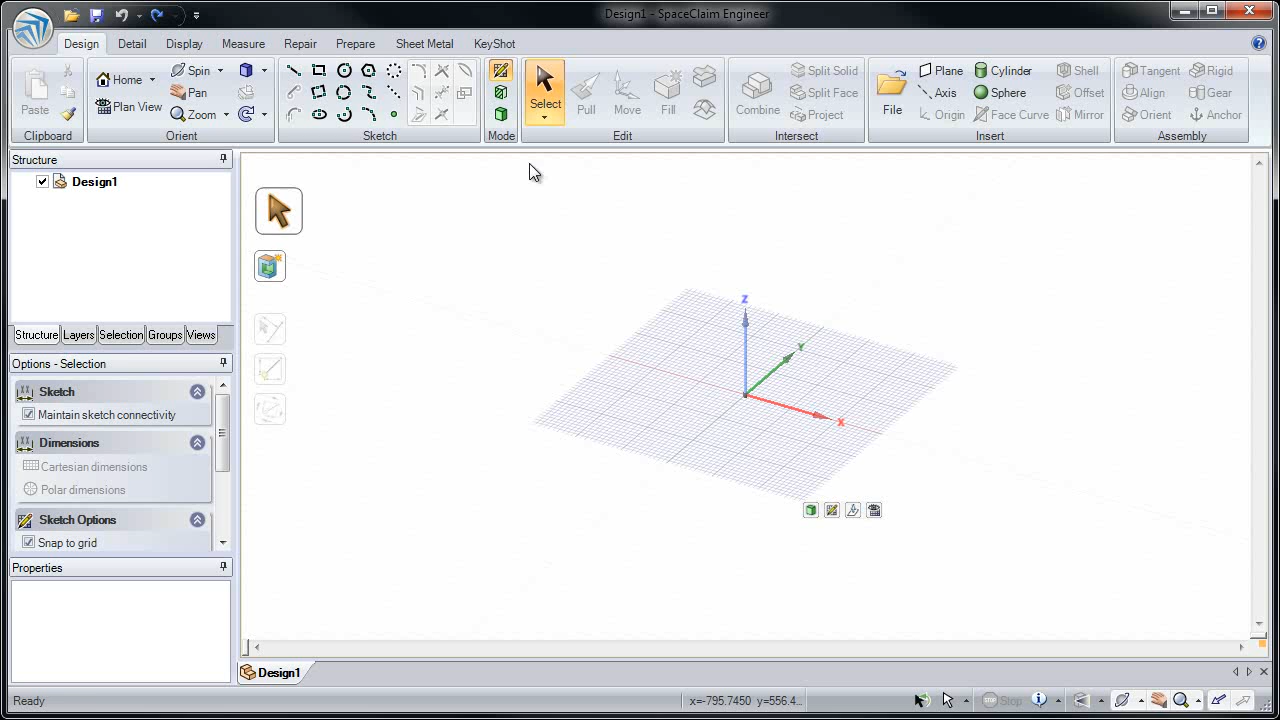 Design1 - SpaceClaim Engineer
Design Detail Display Measure Repair Prepare Sheet Metal KeyShot
Paste
Clipboard
Home
Plan View
Spin
Pan
Zoom
Orient
Sketch
Mode
Select
Pull
Move
Fill
Edit
Combine
Split Solid
Split Face
Project
Intersect
File
Plane
Axis
Origin
Cylinder
Sphere
Face Curve
Shell
Offset
Mirror
Insert
Tangent
Align
Orient
Rigid
Gear
Anchor
Assembly
Structure
Design1
Structure Layers Selection Groups Views
Options - Selection
Sketch
Maintain sketch connectivity
Dimensions
Cartesian dimensions
Polar dimensions
Sketch Options
Snap to grid
Properties
Z
Y
X
Design1
Ready
x=-795.7450 y=556.4...
Stop